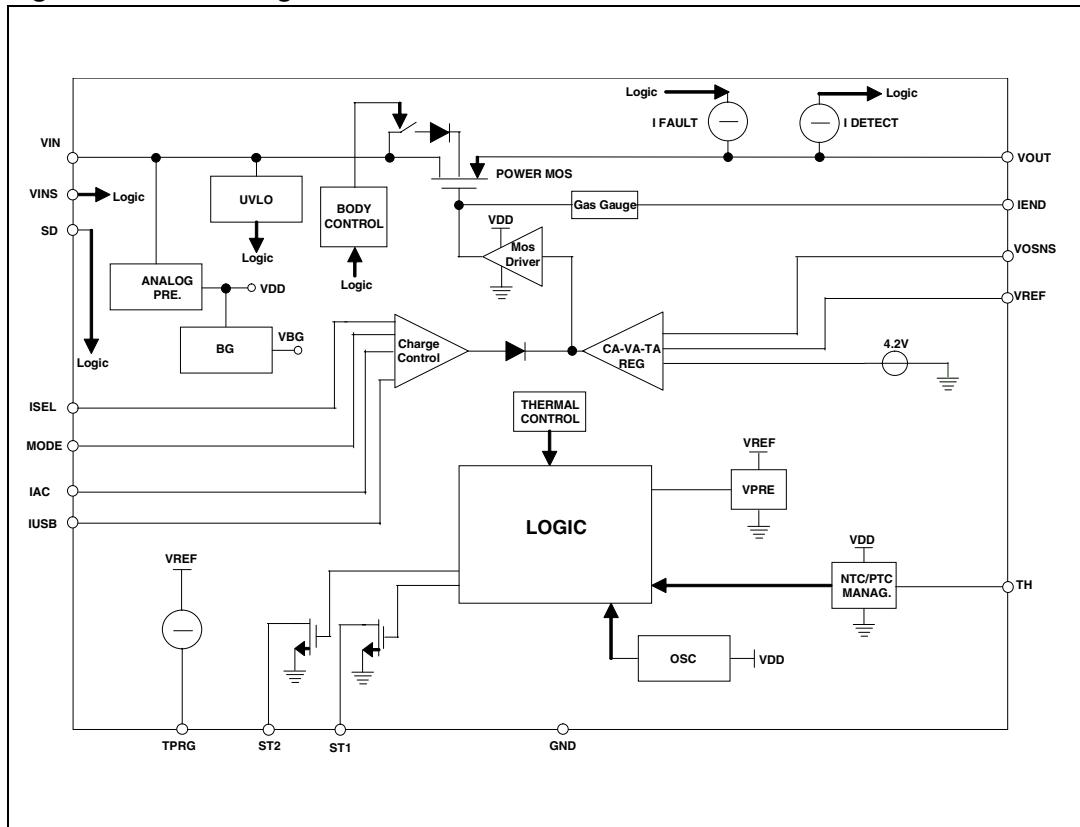 Logic
Logic
I FAULT
I DETECT
VIN
VOUT
POWER MOS
VINS
Logic
UVLO
BODY
CONTROL
Gas Gauge
IEND
SD
VDD
Mos
Driver
VOSNS
Logic
Logic
ANALOG
PRE.
VDD
VREF
BG
VBG
Charge
Control
CA-VA-TA
REG
4.2V
Logic
ISEL
THERMAL
CONTROL
MODE
VREF
IAC
VPRE
IUSB
LOGIC
VREF
VDD
NTC/PTC
MANAG.
TH
OSC
VDD
TPRG
ST2
ST1
GND